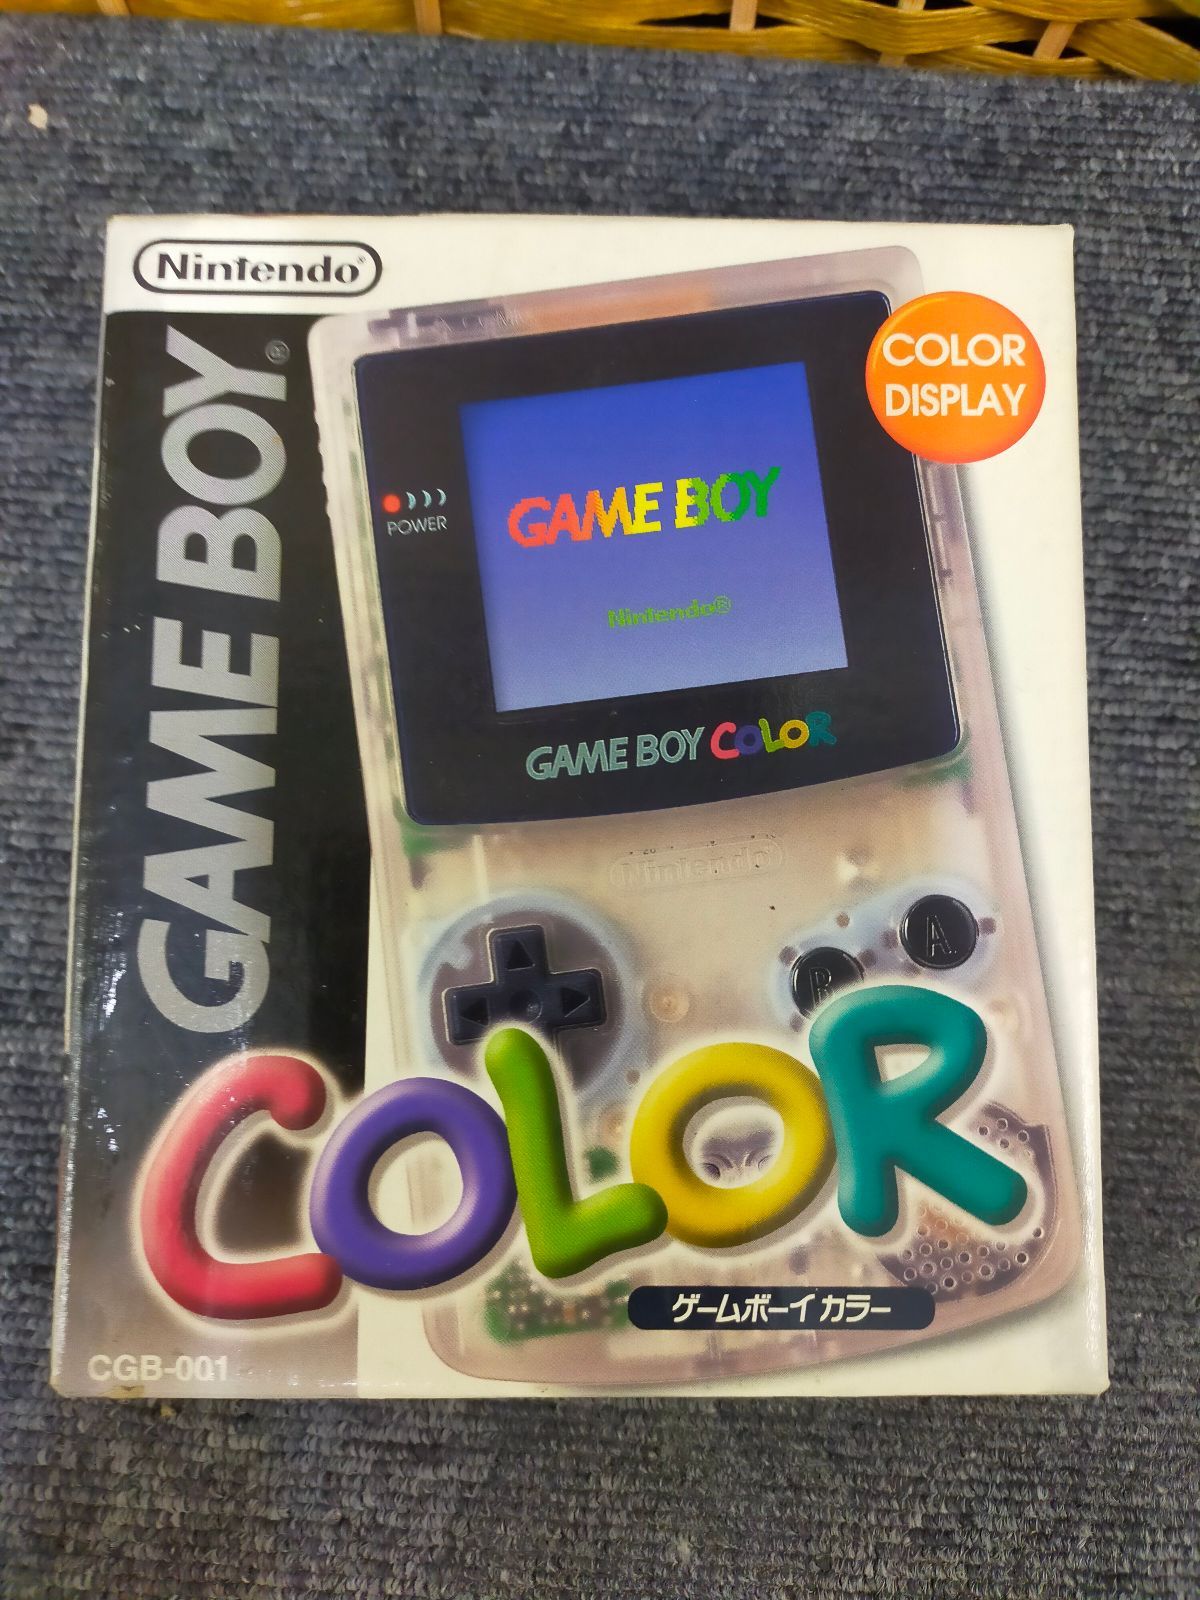 Nintendo®
GAME BOY®
COLOR
DISPLAY
POWER
GAME BOY
Nintendo®
GAME BOY COLOR
Nintendo
A
B
COLOR
ゲームボーイカラー
CGB-001